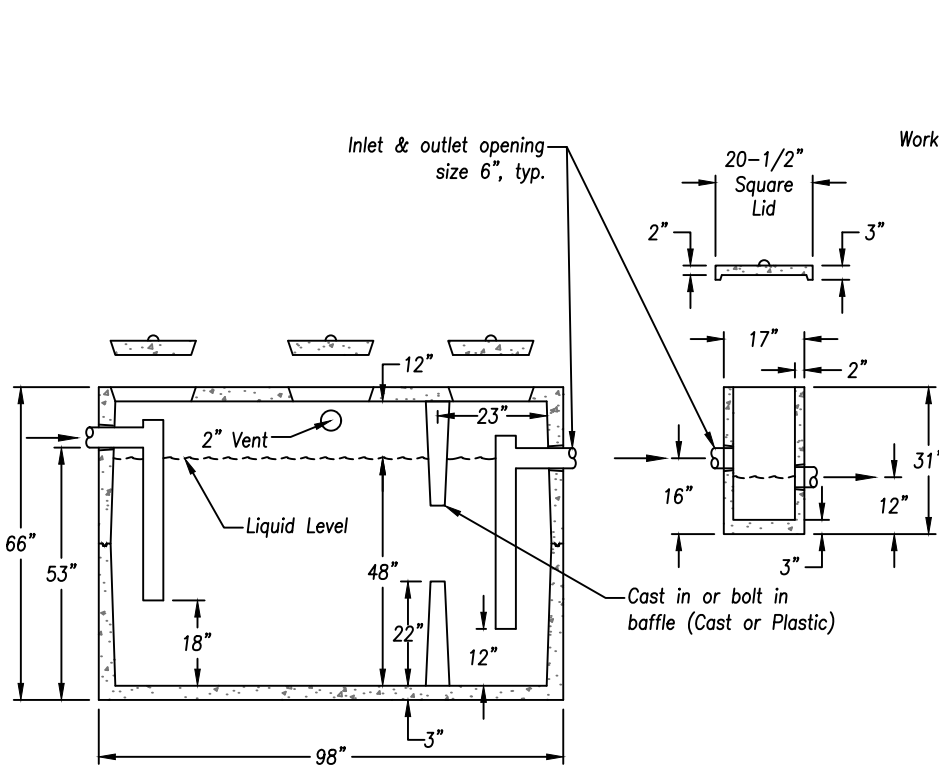 Work
Inlet & outlet opening
size 6", typ.
20-1/2"
Square
Lid
2"
3"
17"
12"
2"
23"
2" Vent
31"
16"
12"
Liquid Level
66"
53"
48"
3"
Cast in or bolt in
baffle (Cast or Plastic)
18"
22"
12"
3"
98"